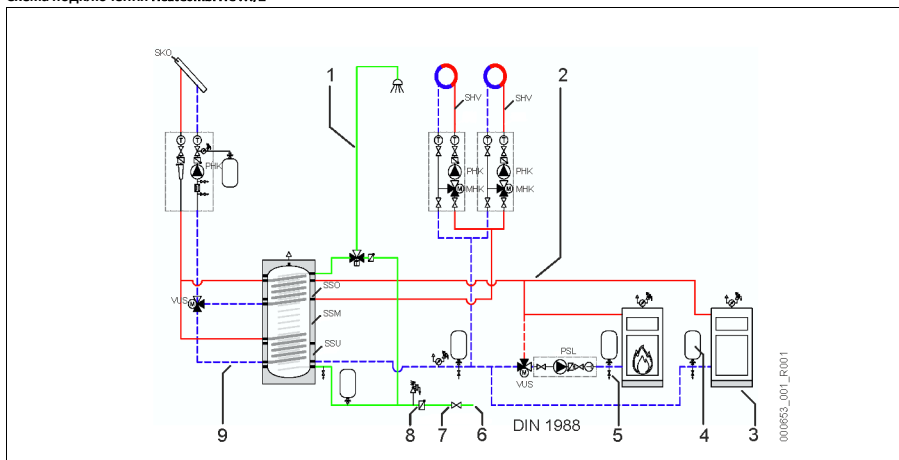 SKO
PHK
1
SHV
SHV
2
PHK
PHK
MHK
MHK
T
T
T
T
T
T
M
M
VUS
M
SSO
SSM
SSU
PSL
VUS
M
9
8
7
6
DIN 1988
5
4
3
000653_001_R001